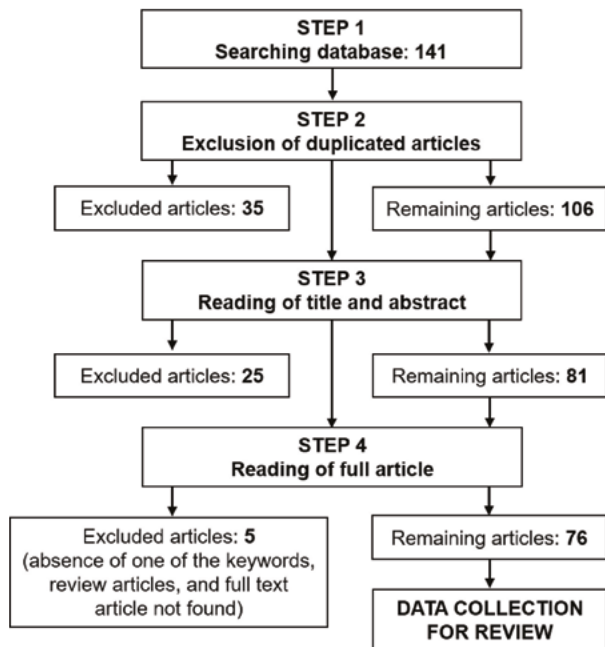 STEP 1
Searching database: 141
STEP 2
Exclusion of duplicated articles
Excluded articles: 35
Remaining articles: 106
STEP 3
Reading of title and abstract
Excluded articles: 25
Remaining articles: 81
STEP 4
Reading of full article
Excluded articles: 5
(absence of one of the keywords,
review articles, and full text
article not found)
Remaining articles: 76
DATA COLLECTION
FOR REVIEW